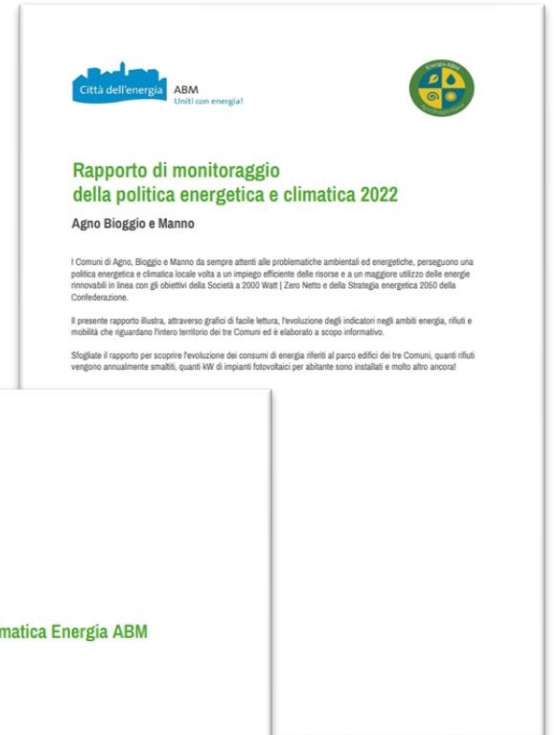 Città dell'energia
ABM
Uniti con energia!
Energia ABM
Rapporto di monitoraggio
della politica energetica e climatica 2022
Agno Bioggio e Manno
I Comuni di Agno, Bioggio e Manno da sempre attenti alle problematiche ambientali ed energetiche, perseguono una
politica energetica e climatica locale volta a un impiego efficiente delle risorse e a un maggiore utilizzo delle energie
rinnovabili in linea con gli obiettivi della Società a 2000 Watt | Zero Netto e della Strategia energetica 2050 della
Confederazione.
Il presente rapporto illustra, attraverso grafici di facile lettura, l'evoluzione degli indicatori negli ambiti energia, rifiuti e
mobilità che riguardano l'intero territorio dei tre Comuni ed è elaborato a scopo informativo.
Sfogliate il rapporto per scoprire l'evoluzione dei consumi di energia riferiti al parco edifici dei tre Comuni, quanti rifiuti
vengono annualmente smaltiti, quanti kW di impianti fotovoltaici per abitante sono installati e molto altro ancora!
matica Energia ABM